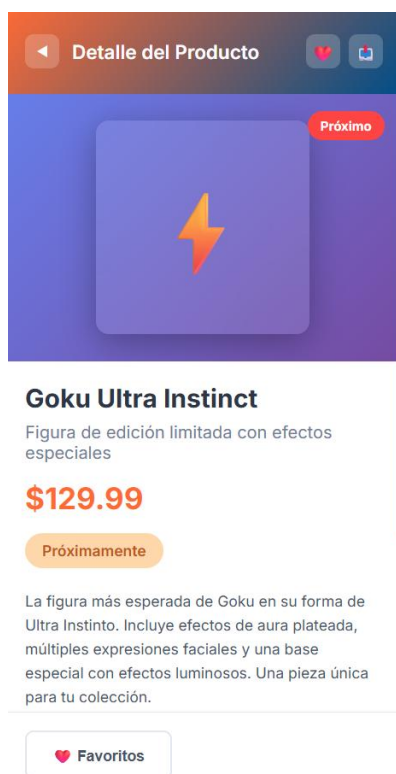 Detalle del Producto
Próximo
Goku Ultra Instinct
Figura de edición limitada con efectos
especiales
$129.99
Próximamente
La figura más esperada de Goku en su forma de
Ultra Instinto. Incluye efectos de aura plateada,
múltiples expresiones faciales y una base
especial con efectos luminosos. Una pieza única
para tu colección.
Favoritos